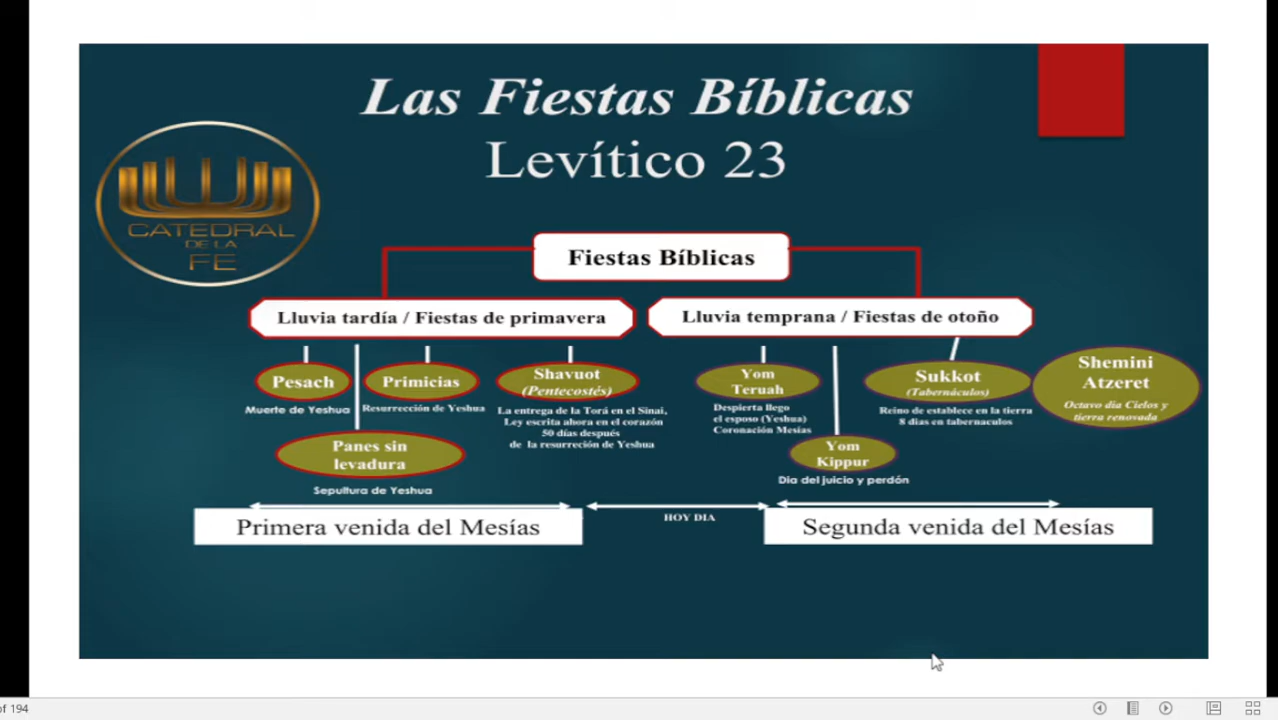 Las Fiestas Bíblicas
Levítico 23
CATEDRAL
DE LA
FE
Fiestas Bíblicas
Lluvia tardía / Fiestas de primavera
Lluvia temprana / Fiestas de otoño
Pesach
Muerte de Yeshua
Primicias
Resurrección de Yeshua
Shavuot
(Pentecostés)
La entrega de la Torá en el Sinai,
Ley escrita ahora en el corazón
50 días después
de la resurreción de Yeshua
Yom
Teruah
Despierta llego
el esposo (Yeshua)
Coronación Mesías
Sukkot
(Tabernáculos)
Reino de establece en la tierra
8 dias en tabernaculos
Shemini
Atzeret
Octavo dia Cielos y
tierra renovada
Panes sin
levadura
Sepultura de Yeshua
Yom
Kippur
Dia del juicio y perdón
Primera venida del Mesías
HOY DIA
Segunda venida del Mesías
of 194